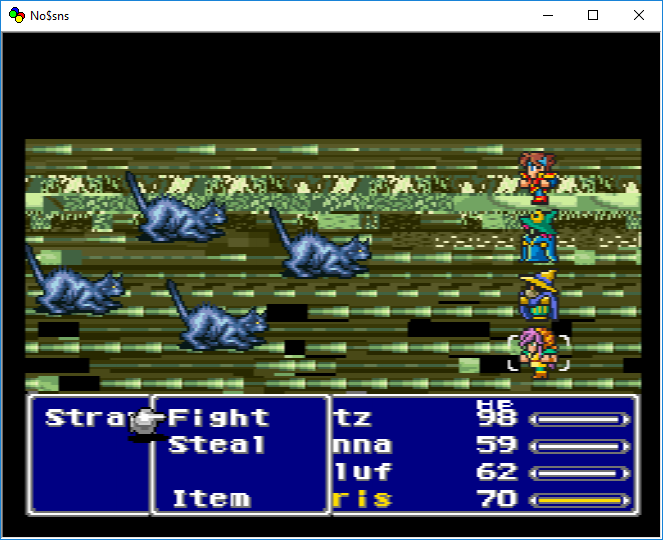 No$sns
HP
Stra Fight tz 98
Steal nna 59
luf 62
Item ris 70